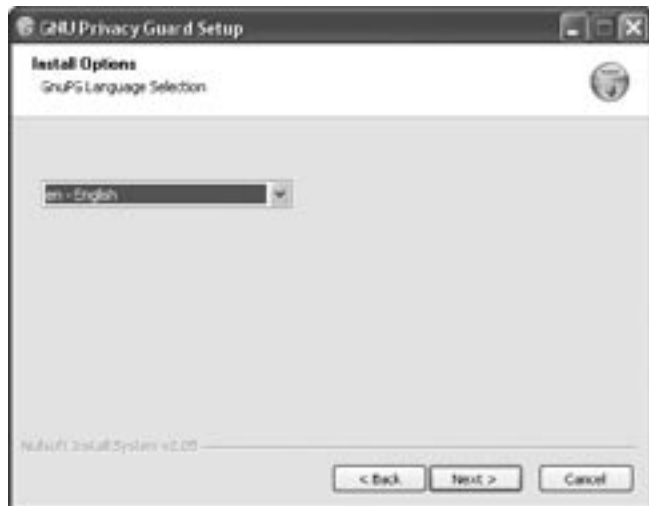 GNU Privacy Guard Setup
Install Options
GnuPG Language Selection
en - English
Nullsoft Install System v2.05
< Back
Next >
Cancel